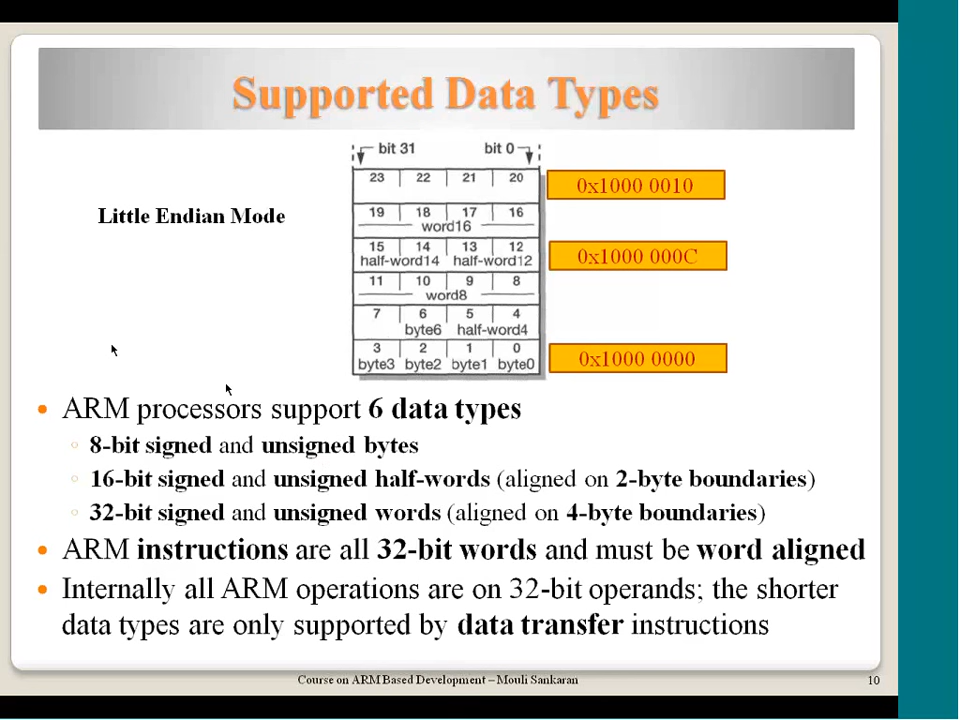 Supported Data Types
bit 31 bit 0
23 22 21 20
0x1000 0010
Little Endian Mode
19 18 17 16
word16
15 14 13 12
half-word14 half-word12
0x1000 000C
11 10 9 8
word8
7 6 5 4
byte6 half-word4
3 2 1 0
byte3 byte2 byte1 byte0
0x1000 0000
• ARM processors support 6 data types
◦ 8-bit signed and unsigned bytes
◦ 16-bit signed and unsigned half-words (aligned on 2-byte boundaries)
◦ 32-bit signed and unsigned words (aligned on 4-byte boundaries)
• ARM instructions are all 32-bit words and must be word aligned
• Internally all ARM operations are on 32-bit operands; the shorter
data types are only supported by data transfer instructions
Course on ARM Based Development – Mouli Sankaran 10